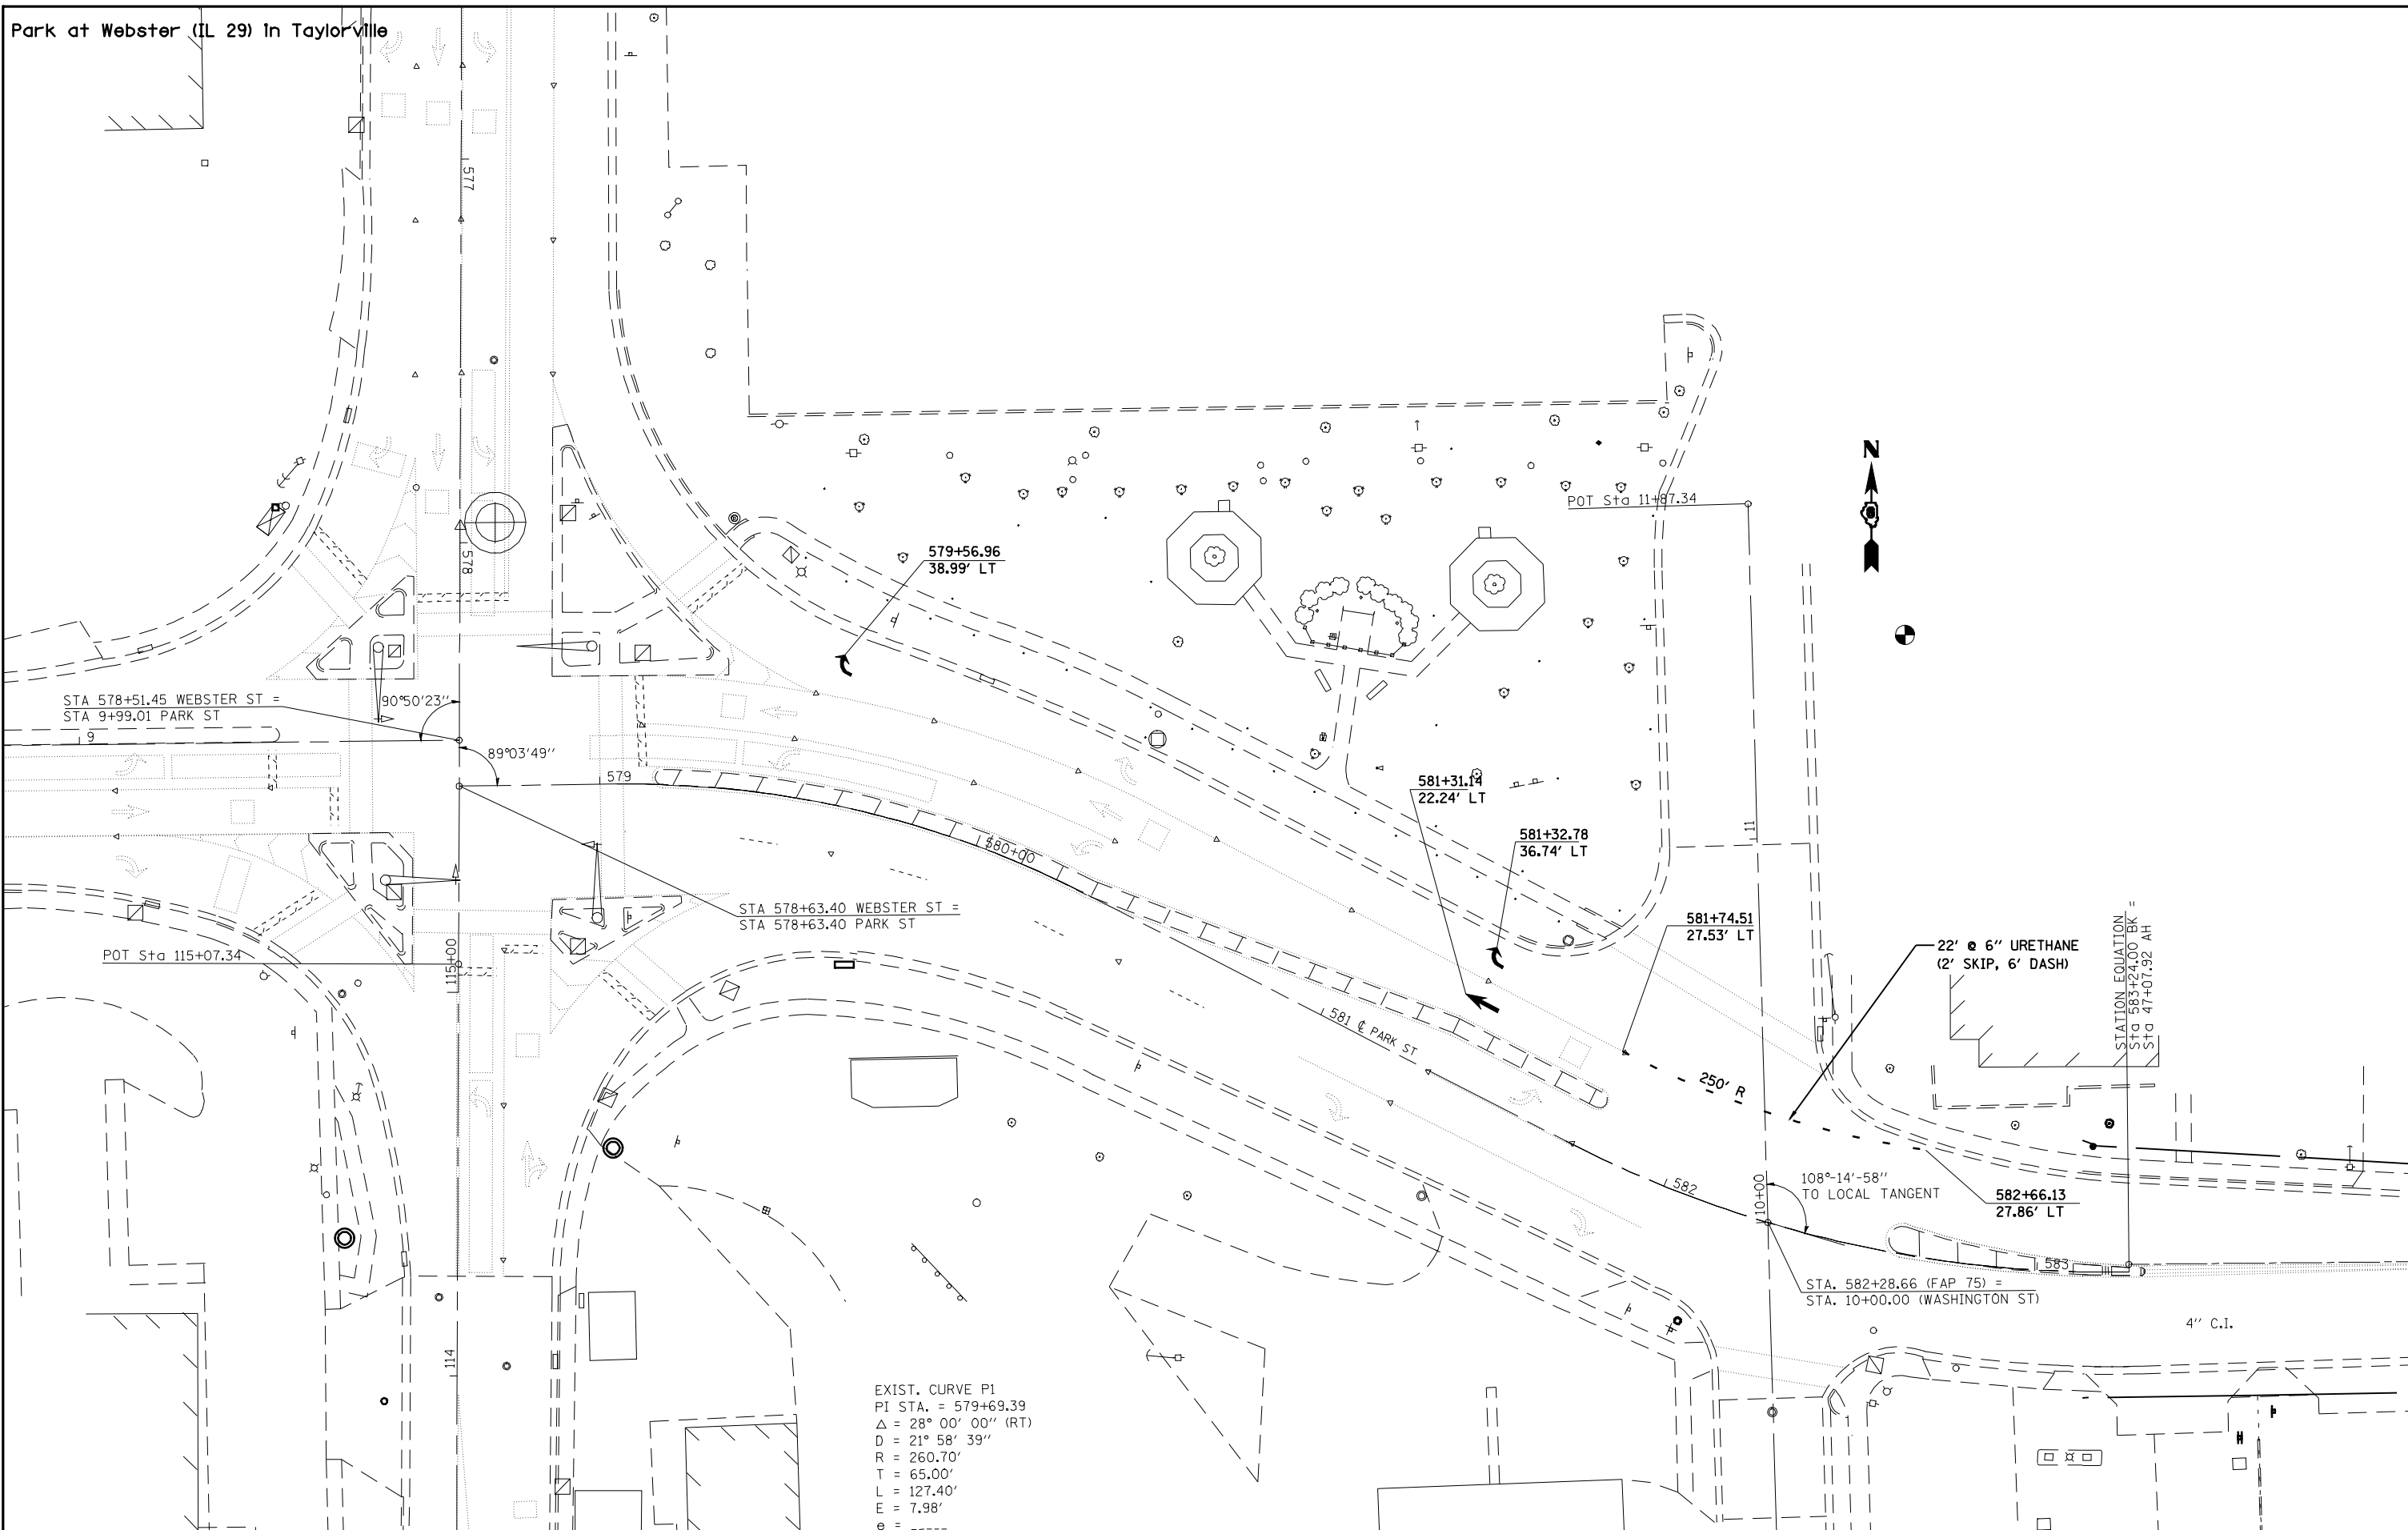 Park at Webster (IL 29) in Taylorville
577
N
POT Sta 11+87.34
579+56.96
38.99' LT
578
STA 578+51.45 WEBSTER ST =
STA 9+99.01 PARK ST
90°50'23"
9
89°03'49"
579
581+31.14
22.24' LT
581+32.78
36.74' LT
11
580+00
STA 578+63.40 WEBSTER ST =
STA 578+63.40 PARK ST
581+74.51
27.53' LT
POT Sta 115+07.34
115+00
22' @ 6" URETHANE
(2' SKIP, 6' DASH)
STATION EQUATION
Sta 583+24.00 BK =
Sta 47+07.92 AH
581 ℄ PARK ST
250' R
582
10+00
108°-14'-58"
TO LOCAL TANGENT
582+66.13
27.86' LT
583
STA. 582+28.66 (FAP 75) =
STA. 10+00.00 (WASHINGTON ST)
4" C.I.
114
EXIST. CURVE P1
PI STA. = 579+69.39
Δ = 28° 00' 00" (RT)
D = 21° 58' 39"
R = 260.70'
T = 65.00'
L = 127.40'
E = 7.98'
e = -----